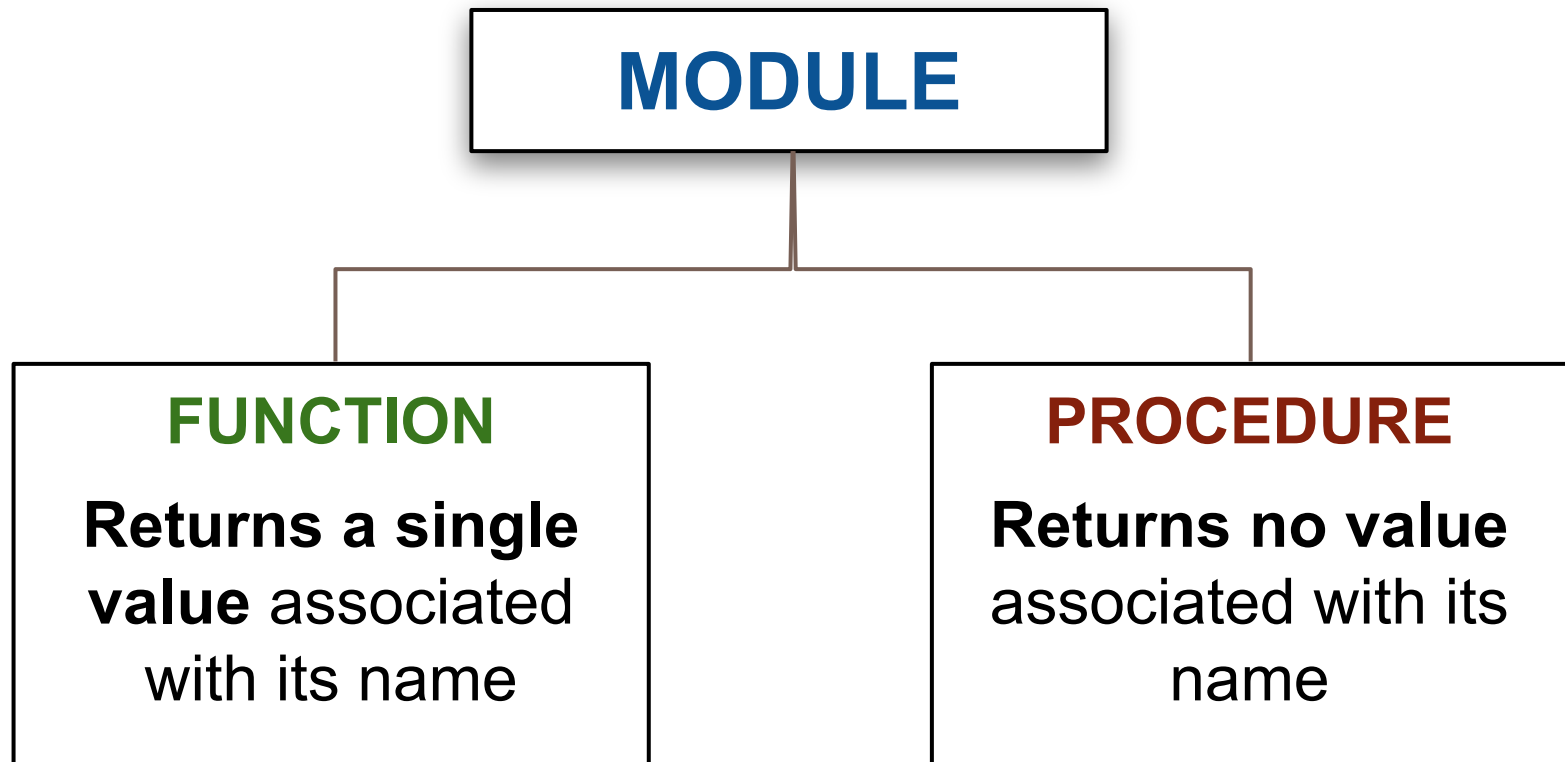 MODULE
FUNCTION
Returns a single
value associated
with its name
PROCEDURE
Returns no value
associated with its
name